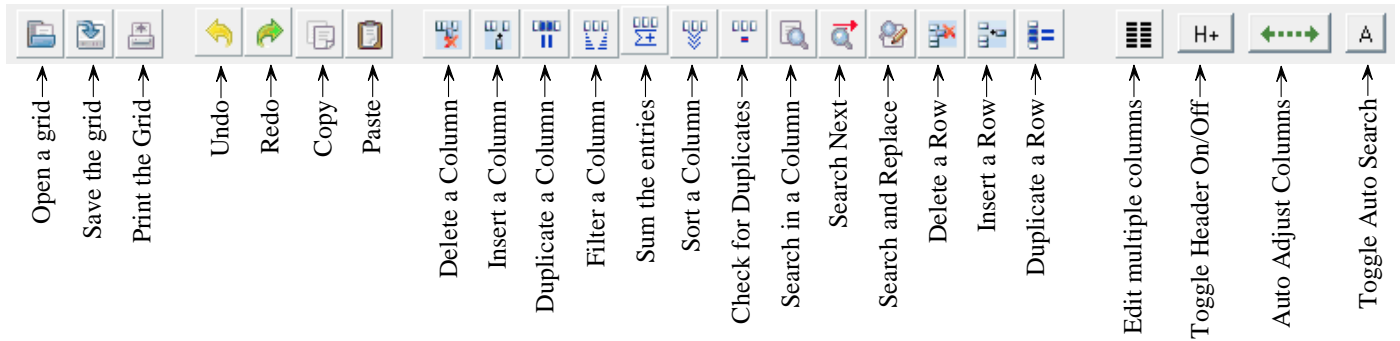 H+
A
Open a grid
Save the grid
Print the Grid
Undo
Redo
Copy
Paste
Delete a Column
Insert a Column
Duplicate a Column
Filter a Column
Sum the entries
Sort a Column
Check for Duplicates
Search in a Column
Search Next
Search and Replace
Delete a Row
Insert a Row
Duplicate a Row
Edit multiple columns
Toggle Header On/Off
Auto Adjust Columns
Toggle Auto Search